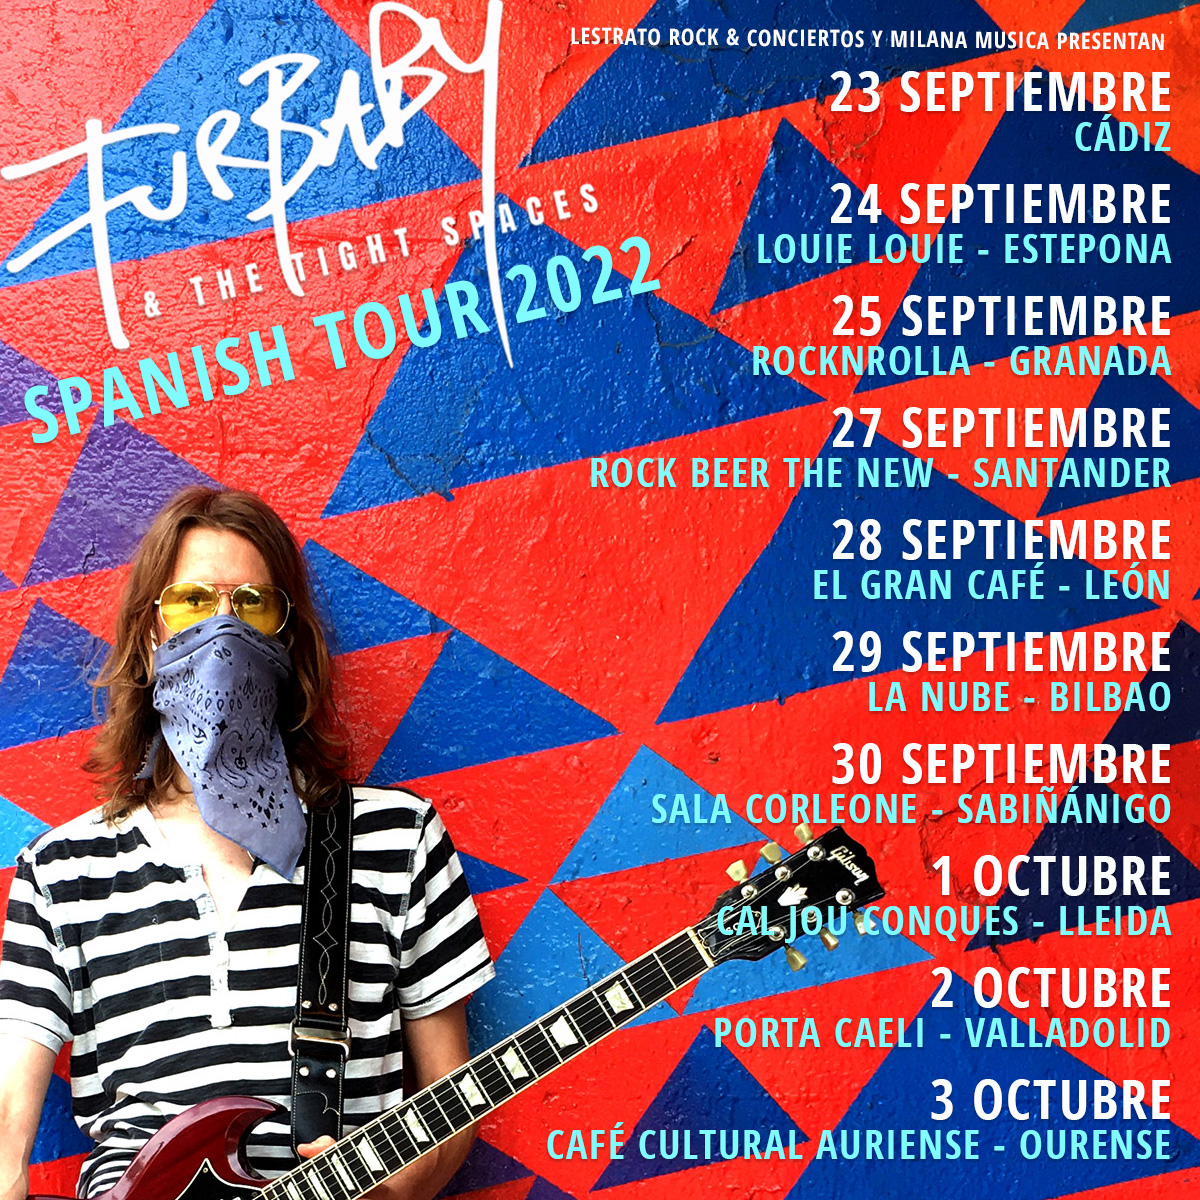 LESTRATO ROCK & CONCIERTOS Y MILANA MUSICA PRESENTAN
FURBABY
& THE TIGHT SPACES
SPANISH TOUR 2022
23 SEPTIEMBRE
CÁDIZ
24 SEPTIEMBRE
LOUIE LOUIE - ESTEPONA
25 SEPTIEMBRE
ROCKNROLLA - GRANADA
27 SEPTIEMBRE
ROCK BEER THE NEW - SANTANDER
28 SEPTIEMBRE
EL GRAN CAFÉ - LEÓN
29 SEPTIEMBRE
LA NUBE - BILBAO
30 SEPTIEMBRE
SALA CORLEONE - SABIÑÁNIGO
1 OCTUBRE
CAL JOU CONQUES - LLEIDA
2 OCTUBRE
PORTA CAELI - VALLADOLID
3 OCTUBRE
CAFÉ CULTURAL AURIENSE - OURENSE
Gibson